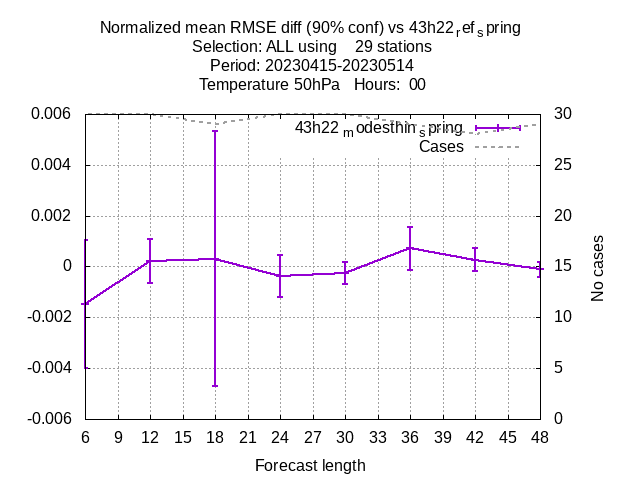 Normalized mean RMSE diff (90% conf) vs 43h22refspring
Selection: ALL using 29 stations
Period: 20230415-20230514
Temperature 50hPa Hours: 00
0.006
0.004
0.002
0
-0.002
-0.004
-0.006
30
25
20
15
10
5
0
43h22modesthinspring
Cases
No cases
6 9 12 15 18 21 24 27 30 33 36 39 42 45 48
Forecast length